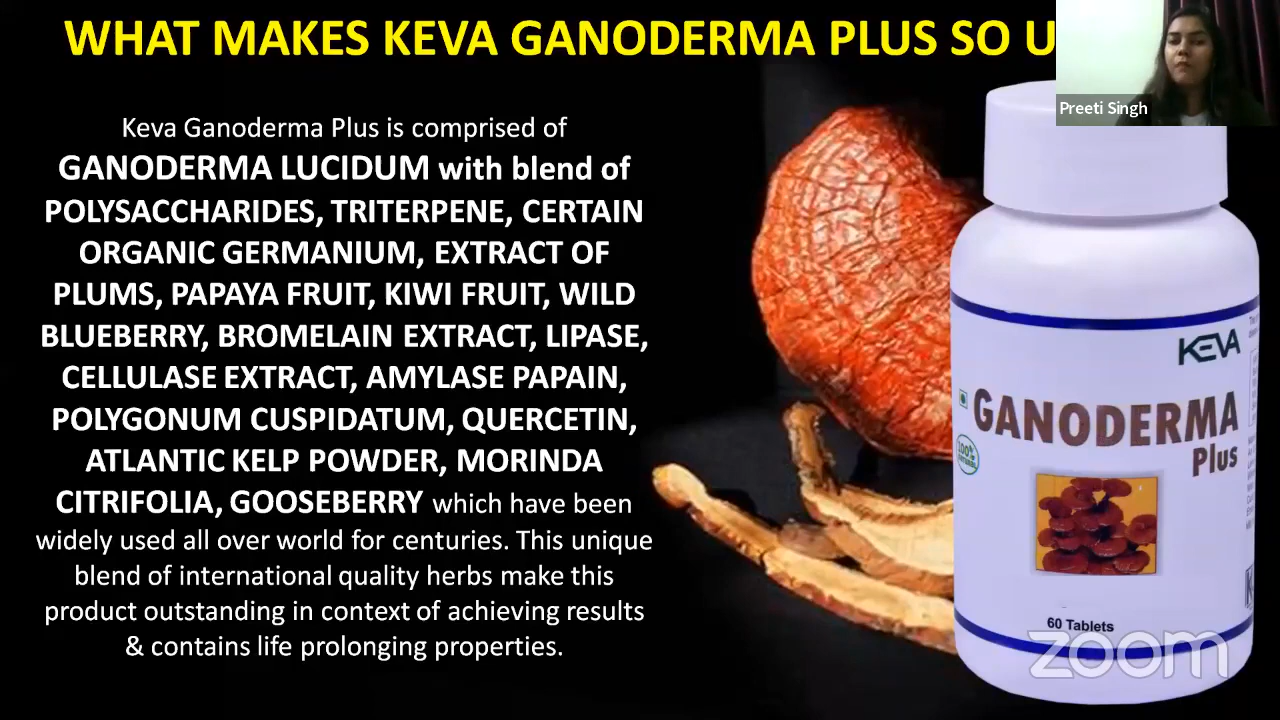 WHAT MAKES KEVA GANODERMA PLUS SO U
Preeti Singh
Keva Ganoderma Plus is comprised of
GANODERMA LUCIDUM with blend of
POLYSACCHARIDES, TRITERPENE, CERTAIN
ORGANIC GERMANIUM, EXTRACT OF
PLUMS, PAPAYA FRUIT, KIWI FRUIT, WILD
BLUEBERRY, BROMELAIN EXTRACT, LIPASE,
CELLULASE EXTRACT, AMYLASE PAPAIN,
POLYGONUM CUSPIDATUM, QUERCETIN,
ATLANTIC KELP POWDER, MORINDA
CITRIFOLIA, GOOSEBERRY which have been
widely used all over world for centuries. This unique
blend of international quality herbs make this
product outstanding in context of achieving results
& contains life prolonging properties.
KEVA
GANODERMA
Plus
100%
60 Tablets
zoom